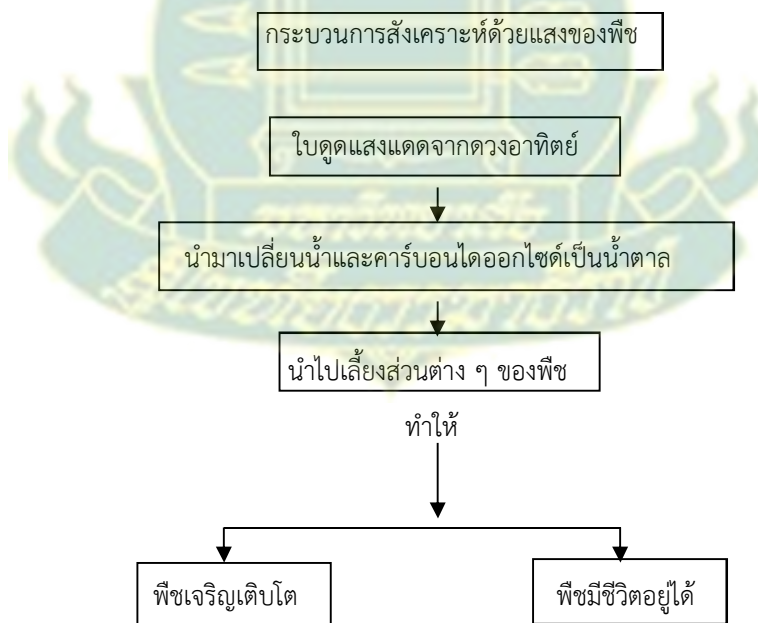 กระบวนการสังเคราะห์ด้วยแสงของพืช
ใบดูดแสงแดดจากดวงอาทิตย์
นำมาเปลี่ยนน้ำและคาร์บอนไดออกไซด์เป็นน้ำตาล
นำไปเลี้ยงส่วนต่าง ๆ ของพืช
ทำให้
พืชเจริญเติบโต
พืชมีชีวิตอยู่ได้